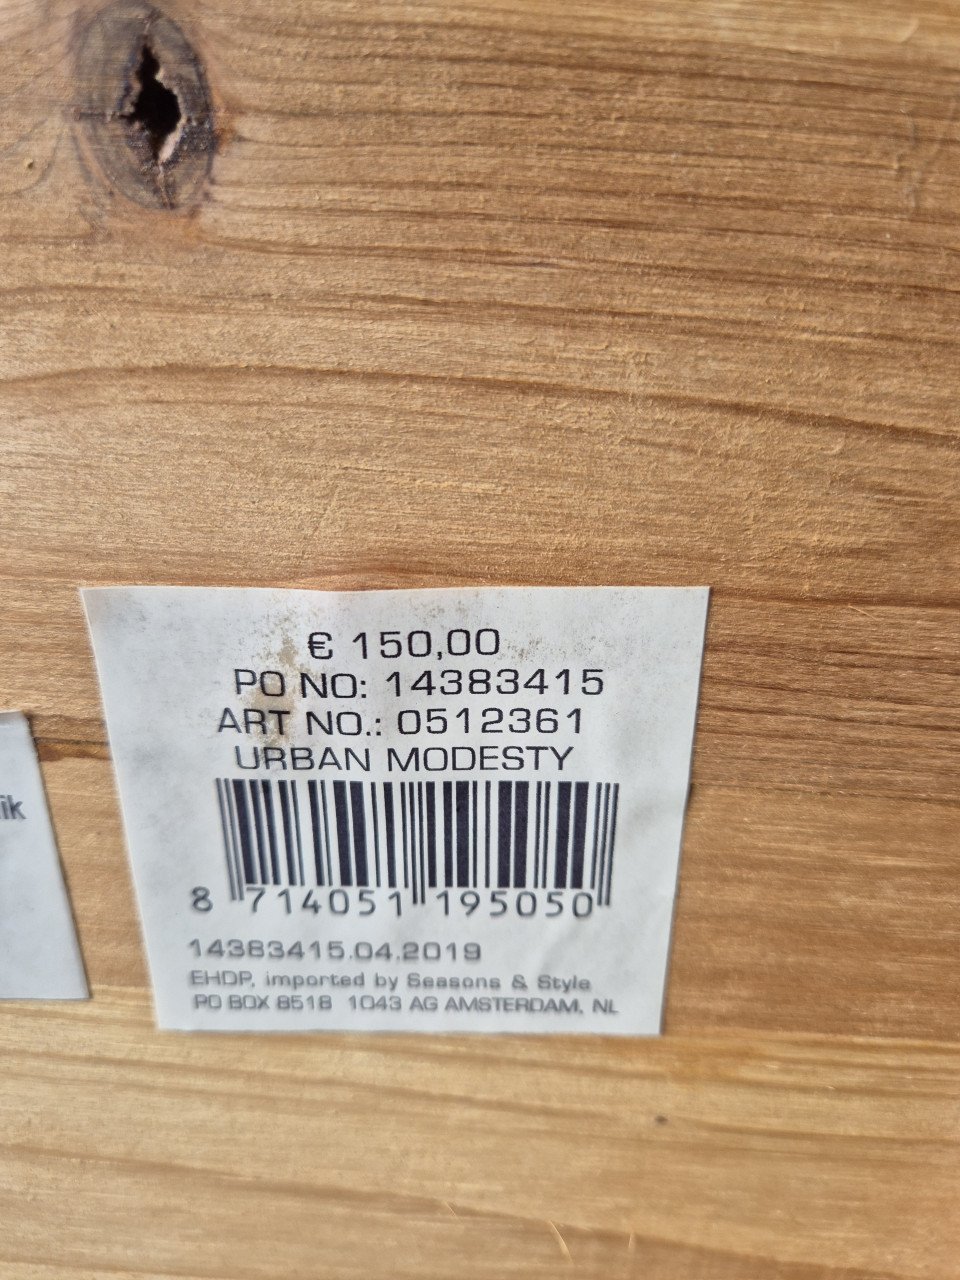 € 150,00
PO NO: 14383415
ART NO.: 0512361
URBAN MODESTY
8 714051 195050
14383415.04.2019
EHDP, imported by Seasons & Style
PO BOX 8518 1043 AG AMSTERDAM, NL